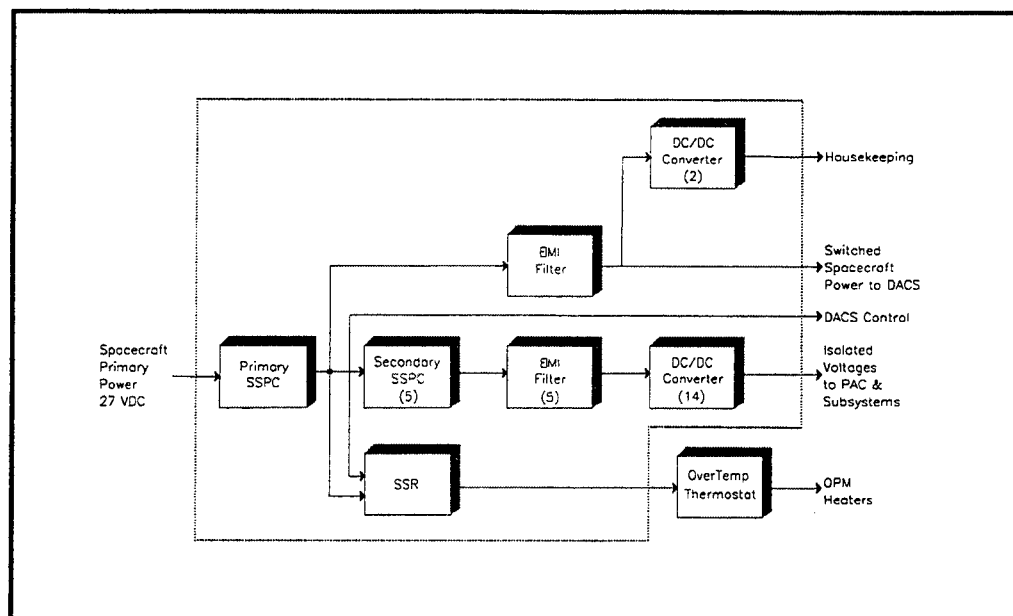 DC/DC
Converter
(2)
Housekeeping
EMI
Filter
Switched
Spacecraft
Power to DACS
DACS Control
Spacecraft
Primary
Power
27 VDC
Primary
SSPC
Secondary
SSPC
(5)
EMI
Filter
(5)
DC/DC
Converter
(14)
Isolated
Voltages
to PAC &
Subsystems
SSR
OverTemp
Thermostat
OPM
Heaters